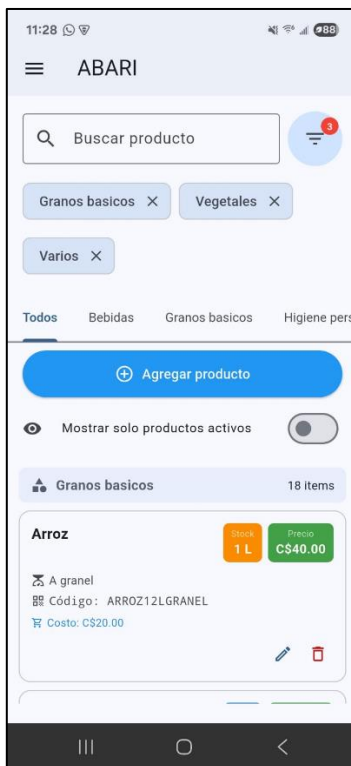 11:28 88
ABARI
Buscar producto 3
Granos basicos Vegetales
Varios
Todos Bebidas Granos basicos Higiene pers
Agregar producto
Mostrar solo productos activos
Granos basicos 18 items
Arroz Stock Precio
1 L C$40.00
A granel
Código: ARROZ12LGRANEL
Costo: C$20.00